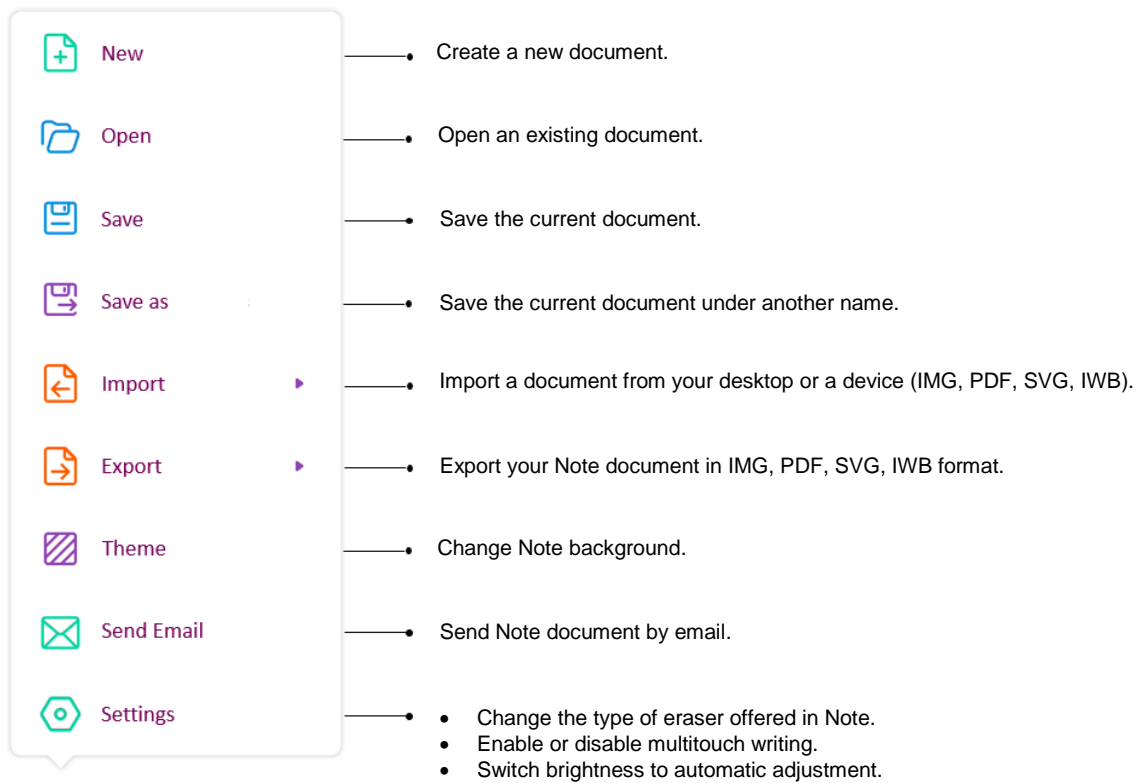 New
Create a new document.
Open
Open an existing document.
Save
Save the current document.
Save as
Save the current document under another name.
Import
Import a document from your desktop or a device (IMG, PDF, SVG, IWB).
Export
Export your Note document in IMG, PDF, SVG, IWB format.
Theme
Change Note background.
Send Email
Send Note document by email.
Settings
• Change the type of eraser offered in Note.
• Enable or disable multitouch writing.
• Switch brightness to automatic adjustment.